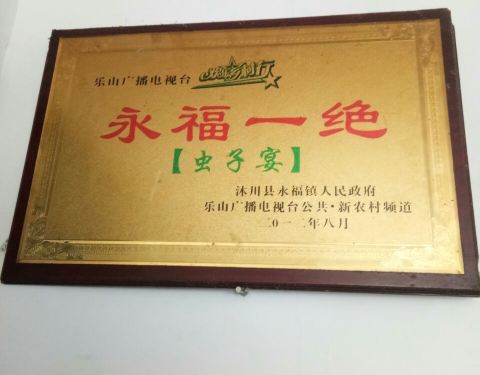 乐山广播电视台
永福一绝
【虫子宴】
沐川县永福镇人民政府
乐山广播电视台公共·新农村频道
二〇一二年八月